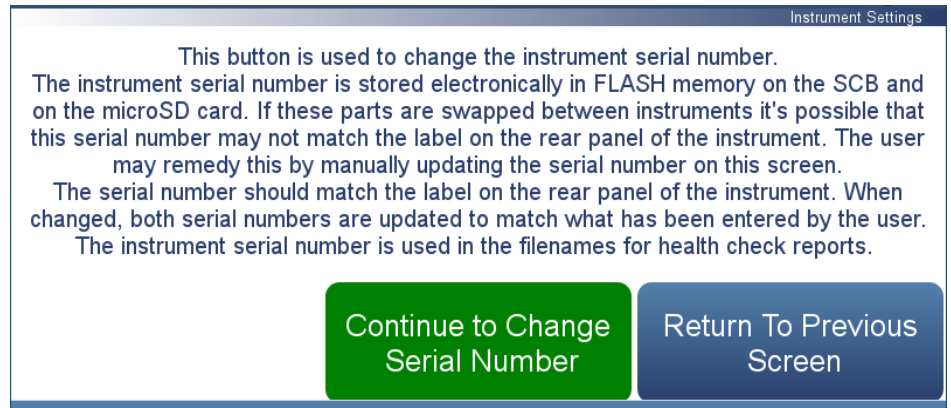 Instrument Settings
This button is used to change the instrument serial number.
The instrument serial number is stored electronically in FLASH memory on the SCB and
on the microSD card. If these parts are swapped between instruments it's possible that
this serial number may not match the label on the rear panel of the instrument. The user
may remedy this by manually updating the serial number on this screen.
The serial number should match the label on the rear panel of the instrument. When
changed, both serial numbers are updated to match what has been entered by the user.
The instrument serial number is used in the filenames for health check reports.
Continue to Change
Serial Number
Return To Previous
Screen